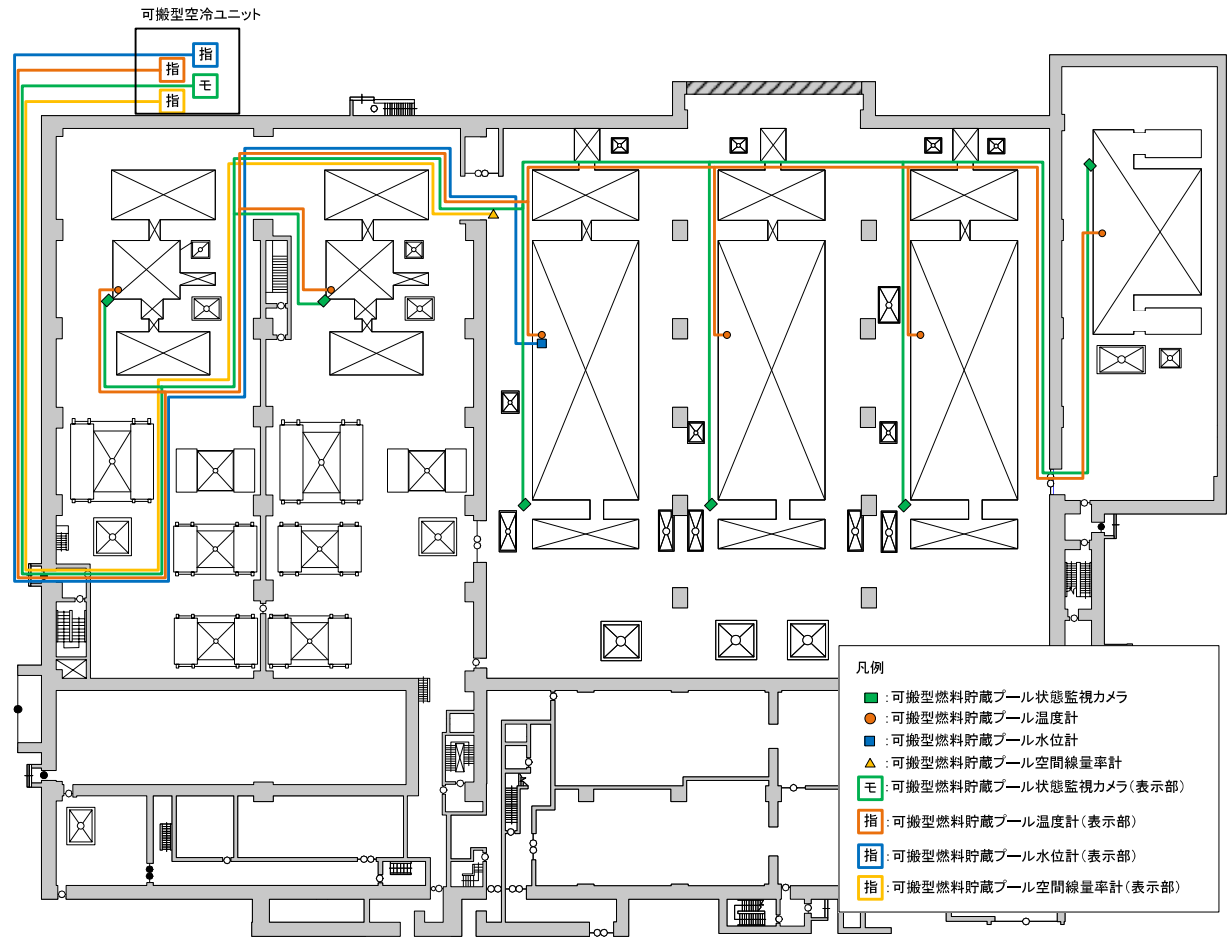 可搬型空冷ユニット
指
指
モ
指
凡例
：可搬型燃料貯蔵プール状態監視カメラ
：可搬型燃料貯蔵プール温度計
：可搬型燃料貯蔵プール水位計
：可搬型燃料貯蔵プール空間線量率計
モ：可搬型燃料貯蔵プール状態監視カメラ（表示部）
指：可搬型燃料貯蔵プール温度計（表示部）
指：可搬型燃料貯蔵プール水位計（表示部）
指：可搬型燃料貯蔵プール空間線量率計（表示部）